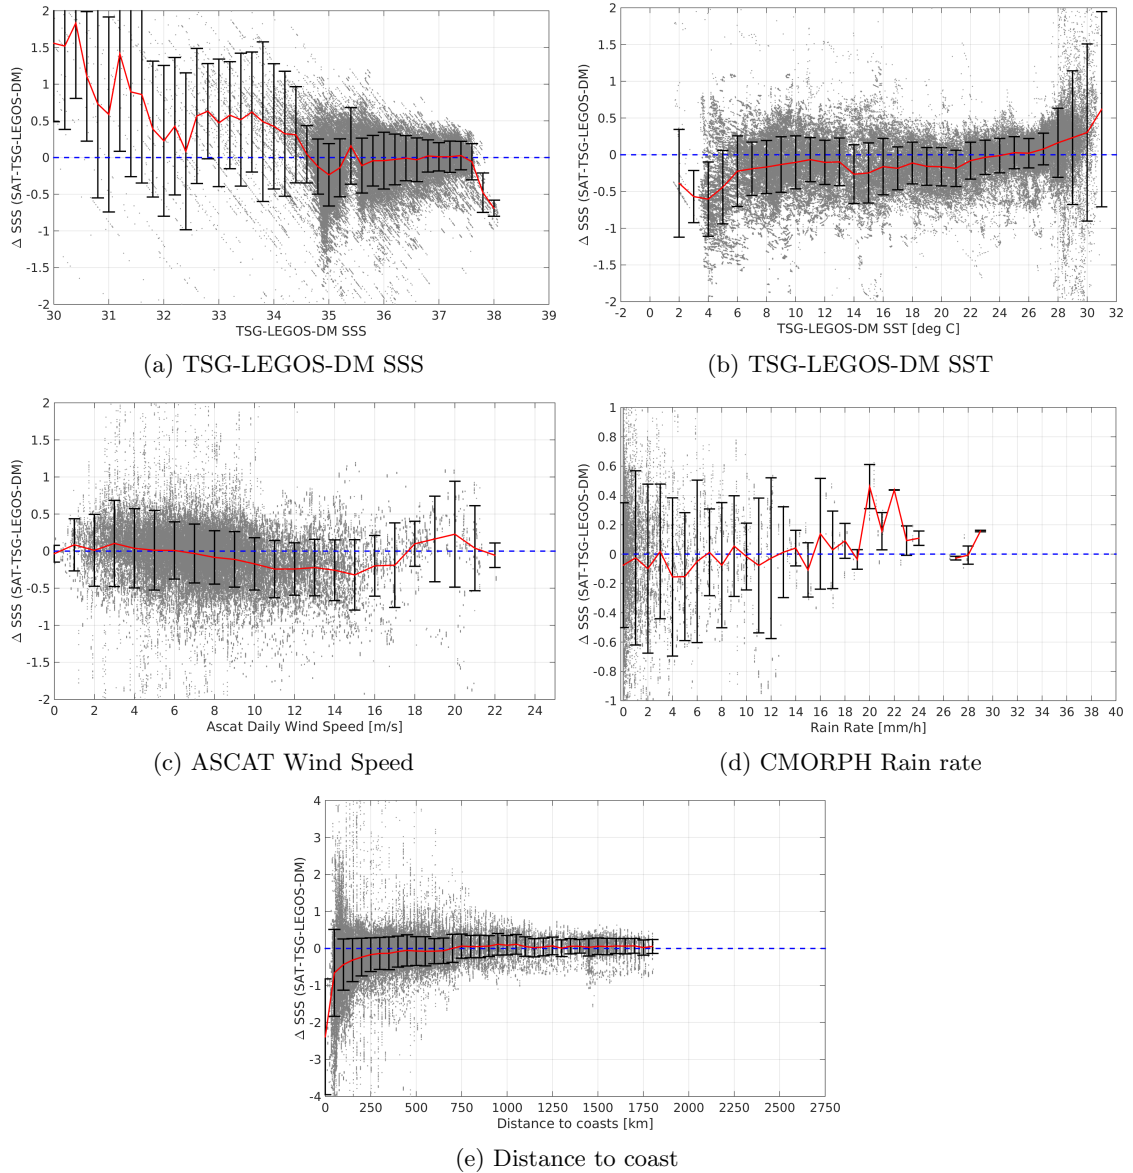 2
1.5
1
0.5
0
-0.5
-1
-1.5
-2
Δ SSS (SAT-TSG-LEGOS-DM)
30 31 32 33 34 35 36 37 38 39
TSG-LEGOS-DM SSS
(a) TSG-LEGOS-DM SSS
2
1.5
1
0.5
0
-0.5
-1
-1.5
-2
Δ SSS (SAT-TSG-LEGOS-DM)
-2 0 2 4 6 8 10 12 14 16 18 20 22 24 26 28 30 32
TSG-LEGOS-DM SST [deg C]
(b) TSG-LEGOS-DM SST
2
1.5
1
0.5
0
-0.5
-1
-1.5
-2
Δ SSS (SAT-TSG-LEGOS-DM)
0 2 4 6 8 10 12 14 16 18 20 22 24
Ascat Daily Wind Speed [m/s]
(c) ASCAT Wind Speed
1
0.8
0.6
0.4
0.2
0
-0.2
-0.4
-0.6
-0.8
-1
Δ SSS (SAT-TSG-LEGOS-DM)
0 2 4 6 8 10 12 14 16 18 20 22 24 26 28 30 32 34 36 38 40
Rain Rate [mm/h]
(d) CMORPH Rain rate
4
3
2
1
0
-1
-2
-3
-4
Δ SSS (SAT-TSG-LEGOS-DM)
0 250 500 750 1000 1250 1500 1750 2000 2250 2500 2750
Distance to coasts [km]
(e) Distance to coast